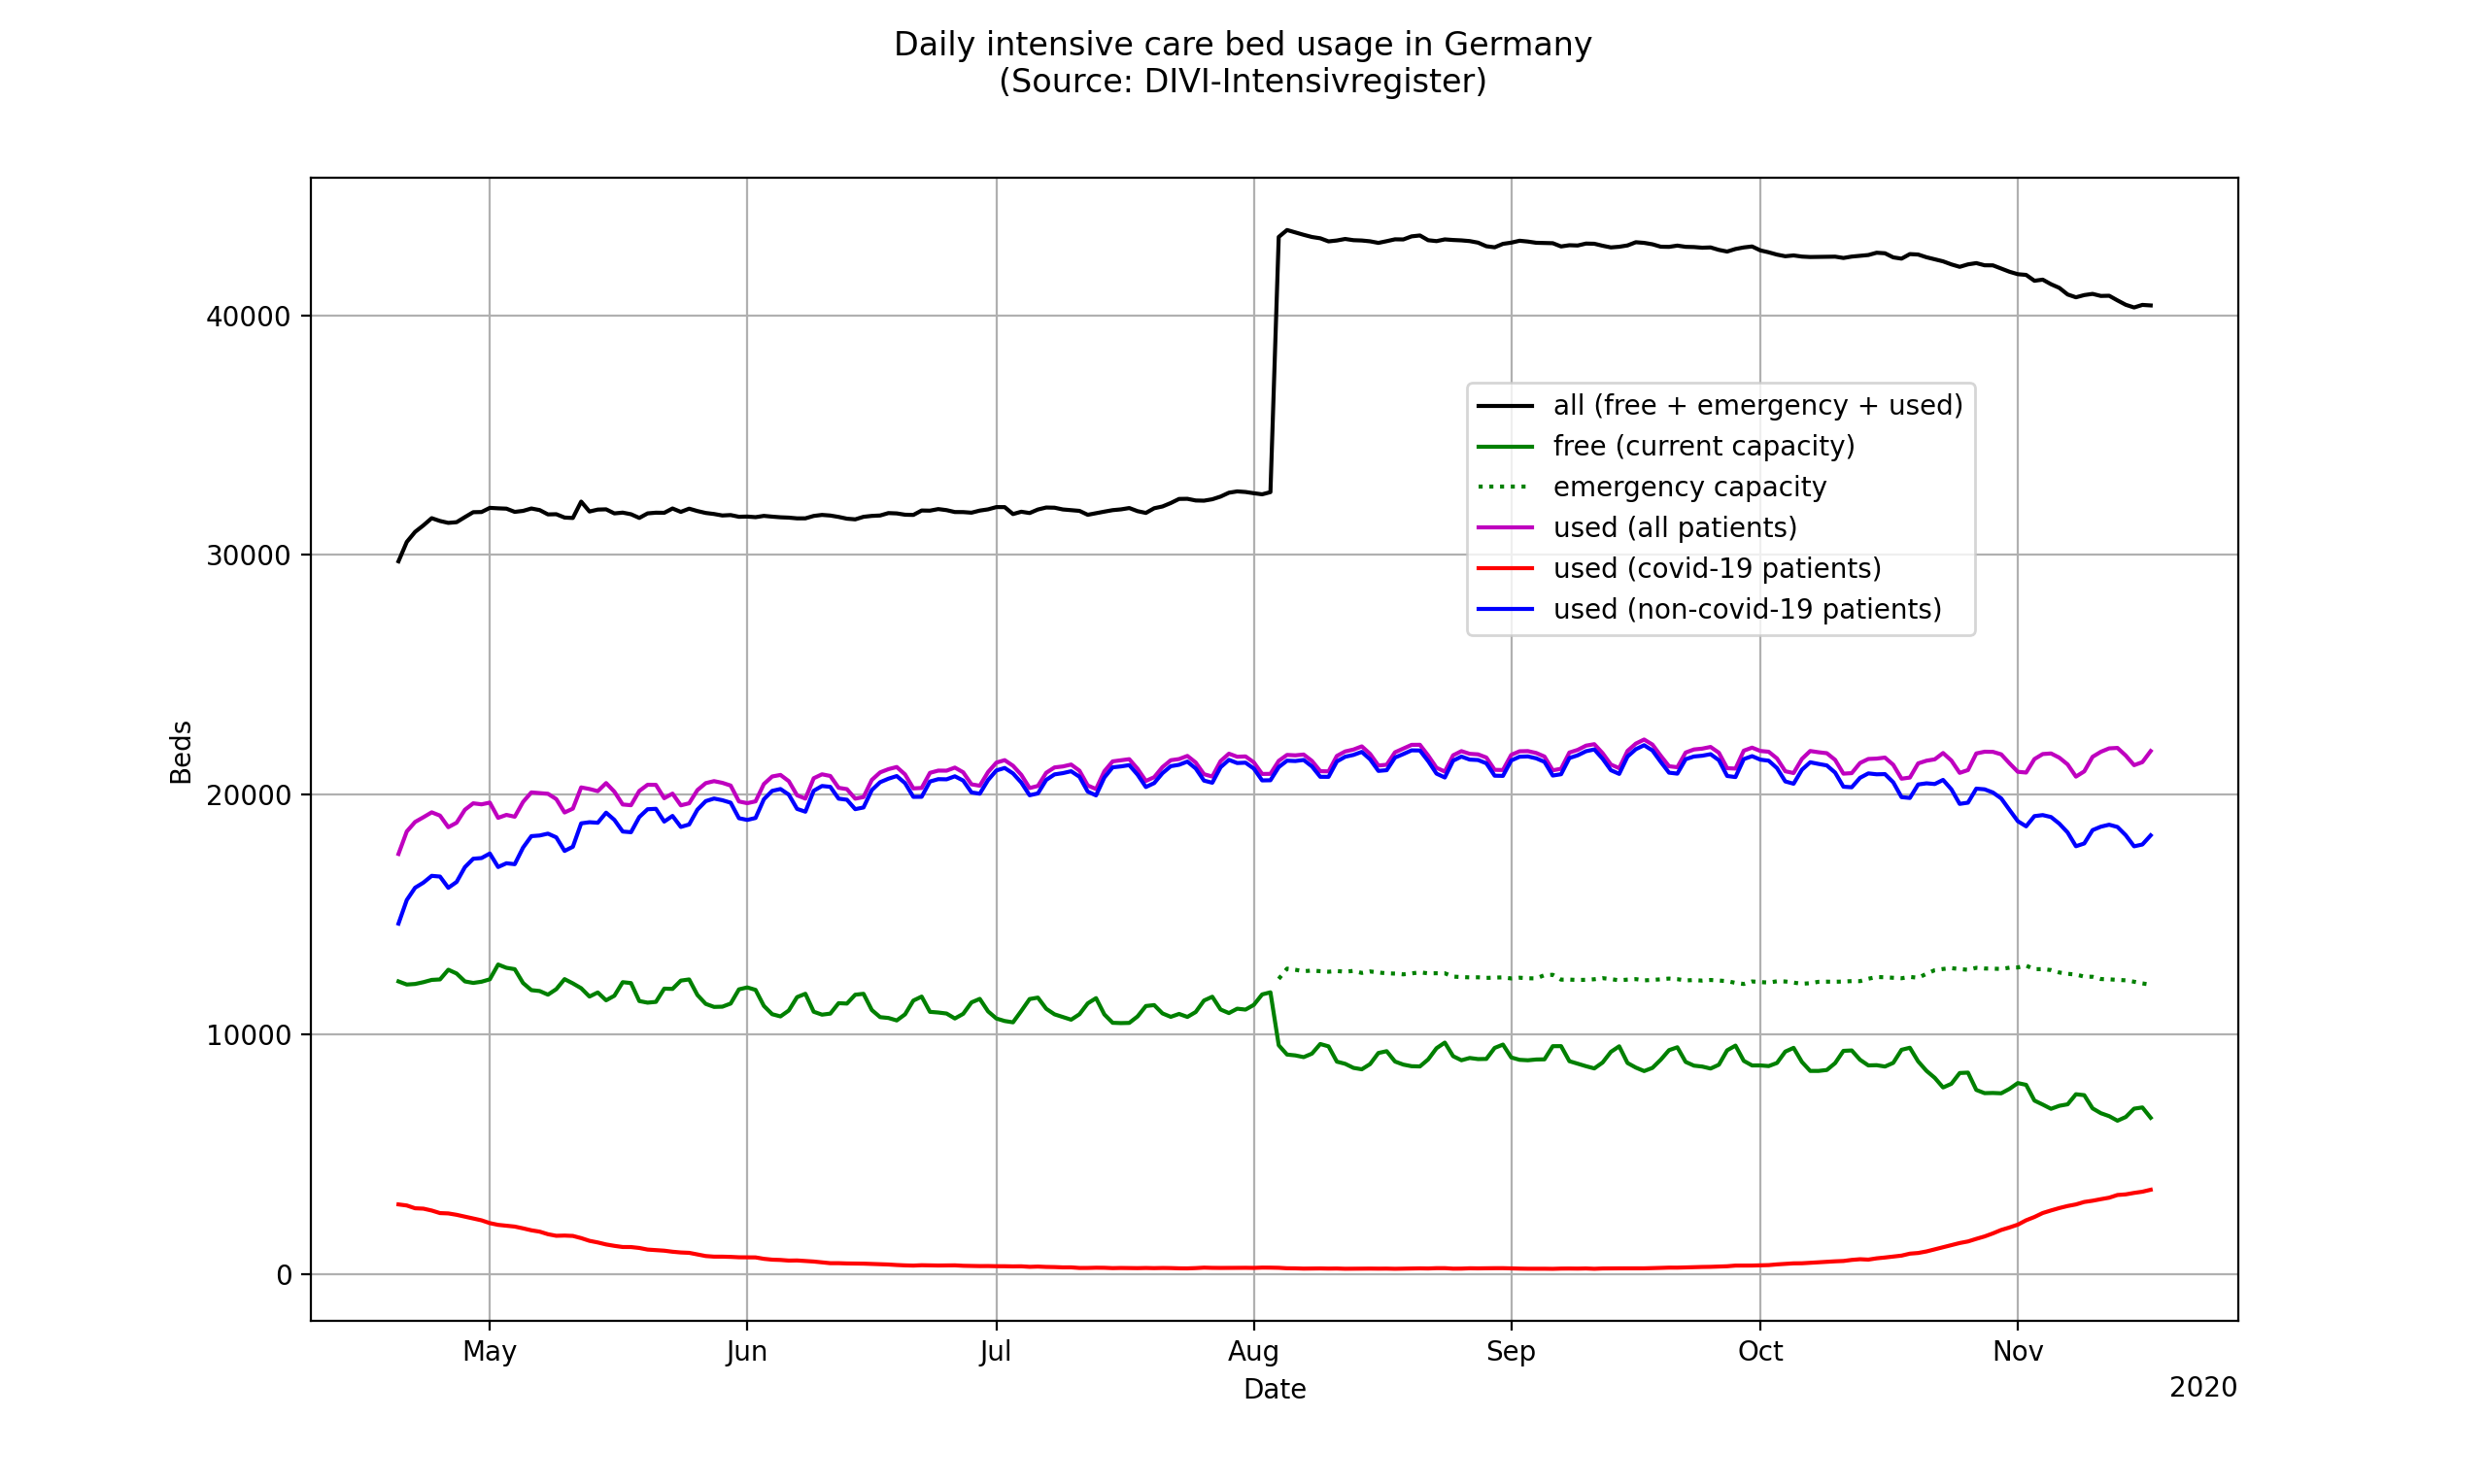 Daily intensive care bed usage in Germany
(Source: DIVI-Intensivregister)
40000
30000
20000
10000
0
Beds
all (free + emergency + used)
free (current capacity)
emergency capacity
used (all patients)
used (covid-19 patients)
used (non-covid-19 patients)
May Jun Jul Aug Sep Oct Nov
Date
2020